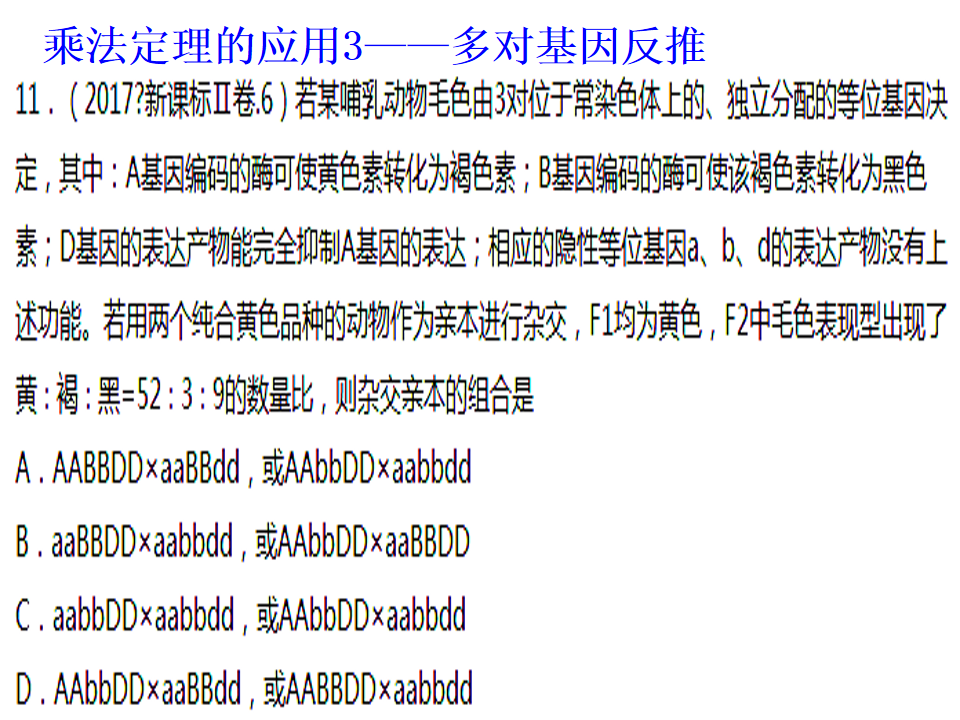 乘法定理的应用3——多对基因反推
11．（2017?新课标Ⅱ卷.6）若某哺乳动物毛色由3对位于常染色体上的、独立分配的等位基因决
定，其中：A基因编码的酶可使黄色素转化为褐色素；B基因编码的酶可使该褐色素转化为黑色
素；D基因的表达产物能完全抑制A基因的表达；相应的隐性等位基因a、b、d的表达产物没有上
述功能。若用两个纯合黄色品种的动物作为亲本进行杂交，F1均为黄色，F2中毛色表现型出现了
黄：褐：黑=52：3：9的数量比，则杂交亲本的组合是
A．AABBDD×aaBBdd，或AAbbDD×aabbdd
B．aaBBDD×aabbdd，或AAbbDD×aaBBDD
C．aabbDD×aabbdd，或AAbbDD×aabbdd
D．AAbbDD×aaBBdd，或AABBDD×aabbdd